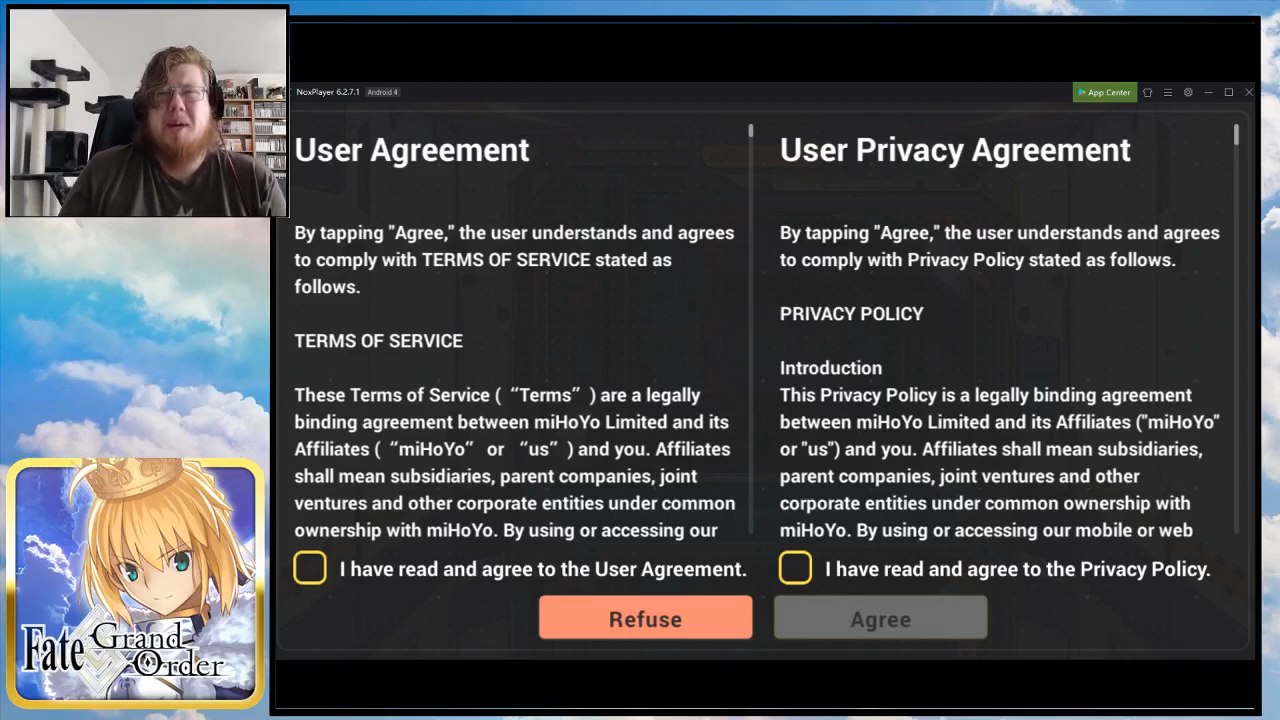 NoxPlayer 6.2.7.1 Android 4
App Center
User Agreement
By tapping "Agree," the user understands and agrees
to comply with TERMS OF SERVICE stated as
follows.
TERMS OF SERVICE
These Terms of Service ( “Terms” ) are a legally
binding agreement between miHoYo Limited and its
Affiliates ( “miHoYo” or “us” ) and you. Affiliates
shall mean subsidiaries, parent companies, joint
ventures and other corporate entities under common
ownership with miHoYo. By using or accessing our
I have read and agree to the User Agreement.
User Privacy Agreement
By tapping "Agree," the user understands and agrees
to comply with Privacy Policy stated as follows.
PRIVACY POLICY
Introduction
This Privacy Policy is a legally binding agreement
between miHoYo Limited and its Affiliates ("miHoYo"
or "us") and you. Affiliates shall mean subsidiaries,
parent companies, joint ventures and other
corporate entities under common ownership with
miHoYo. By using or accessing our mobile or web
I have read and agree to the Privacy Policy.
Refuse
Agree
Fate Grand
Order